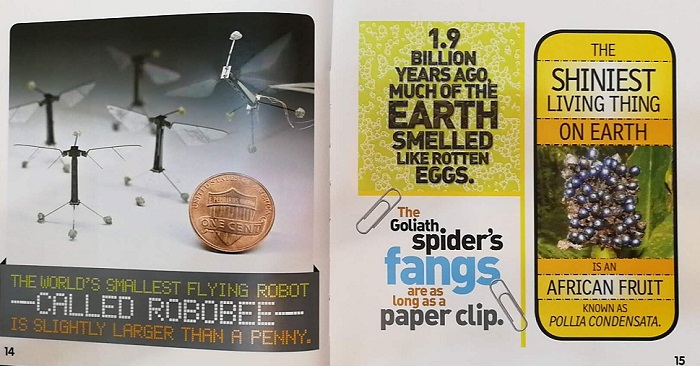 E PLURIBUS UNUM
ONE CENT
THE WORLD'S SMALLEST FLYING ROBOT
—CALLED ROBOBEE—
IS SLIGHTLY LARGER THAN A PENNY.
14
1.9
BILLION
YEARS AGO,
MUCH OF THE
EARTH
SMELLED
LIKE ROTTEN
EGGS.
The
Goliath
spider's
fangs
are as
long as a
paper clip.
THE
SHINIEST
LIVING THING
ON EARTH
IS AN
AFRICAN FRUIT
KNOWN AS
POLLIA CONDENSATA.
15